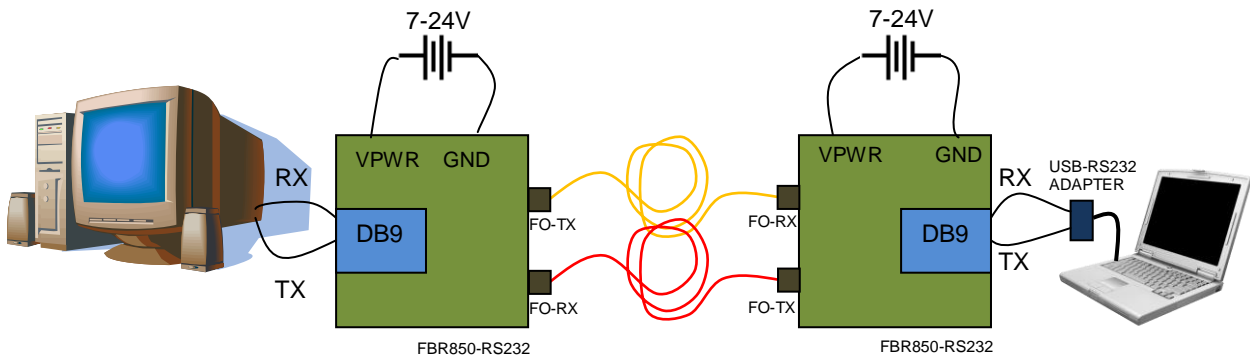 7-24V
7-24V
VPWR GND
VPWR GND
USB-RS232
ADAPTER
RX
RX
FO-TX
FO-RX
DB9
DB9
TX
TX
FO-RX
FO-TX
FBR850-RS232
FBR850-RS232